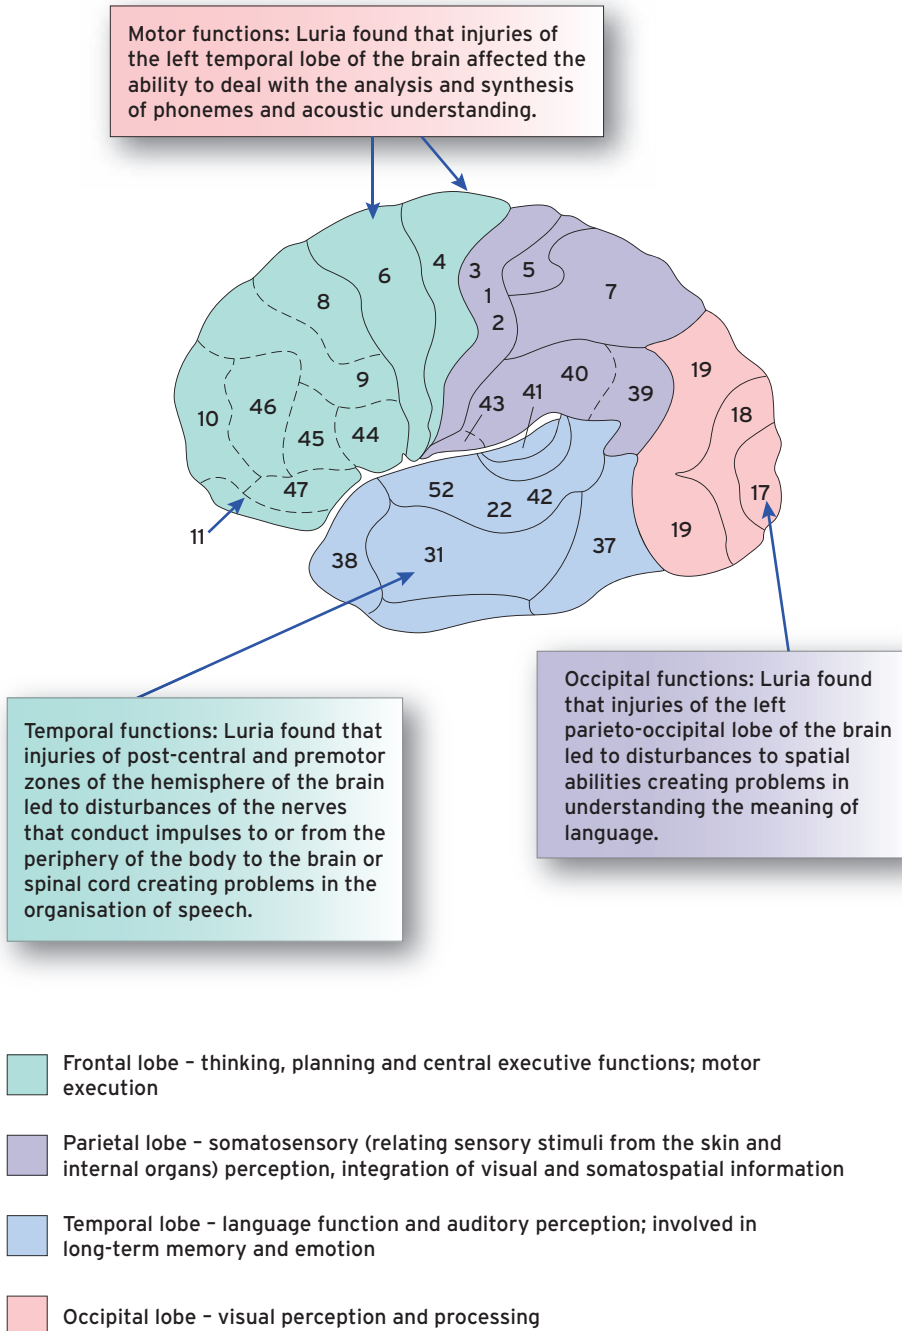 Motor functions: Luria found that injuries of
the left temporal lobe of the brain affected the
ability to deal with the analysis and synthesis
of phonemes and acoustic understanding.
4
6
3
5
1
7
8
2
19
9
40
41
39
43
46
18
10
45
44
47
52
42
22
17
11
19
37
31
38
Occipital functions: Luria found
that injuries of the left
parieto-occipital lobe of the brain
led to disturbances to spatial
abilities creating problems in
understanding the meaning of
language.
Temporal functions: Luria found that
injuries of post-central and premotor
zones of the hemisphere of the brain
led to disturbances of the nerves
that conduct impulses to or from the
periphery of the body to the brain or
spinal cord creating problems in the
organisation of speech.
Frontal lobe – thinking, planning and central executive functions; motor
execution
Parietal lobe – somatosensory (relating sensory stimuli from the skin and
internal organs) perception, integration of visual and somatospatial information
Temporal lobe – language function and auditory perception; involved in
long-term memory and emotion
Occipital lobe – visual perception and processing